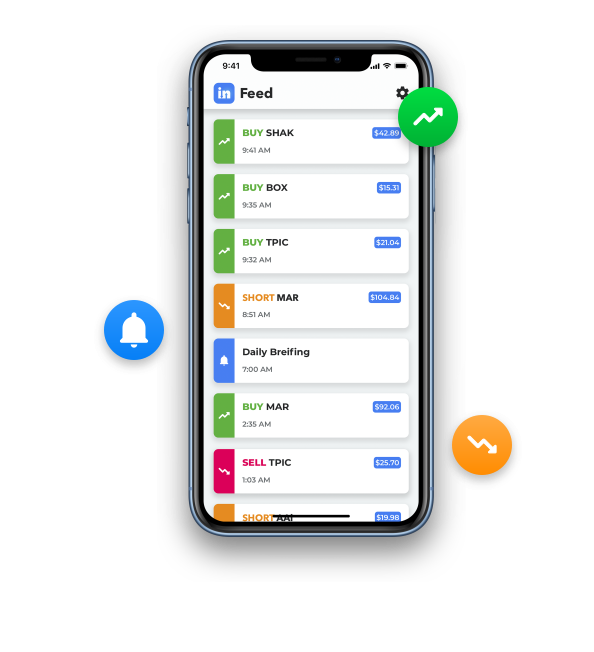 9:41
in Feed
BUY SHAK $42.89
9:41 AM
BUY BOX $15.31
9:35 AM
BUY TPIC $21.04
9:32 AM
SHORT MAR $104.84
8:51 AM
Daily Breifing
7:00 AM
BUY MAR $92.06
2:35 AM
SELL TPIC $25.70
1:03 AM
SHORT AAI $19.98